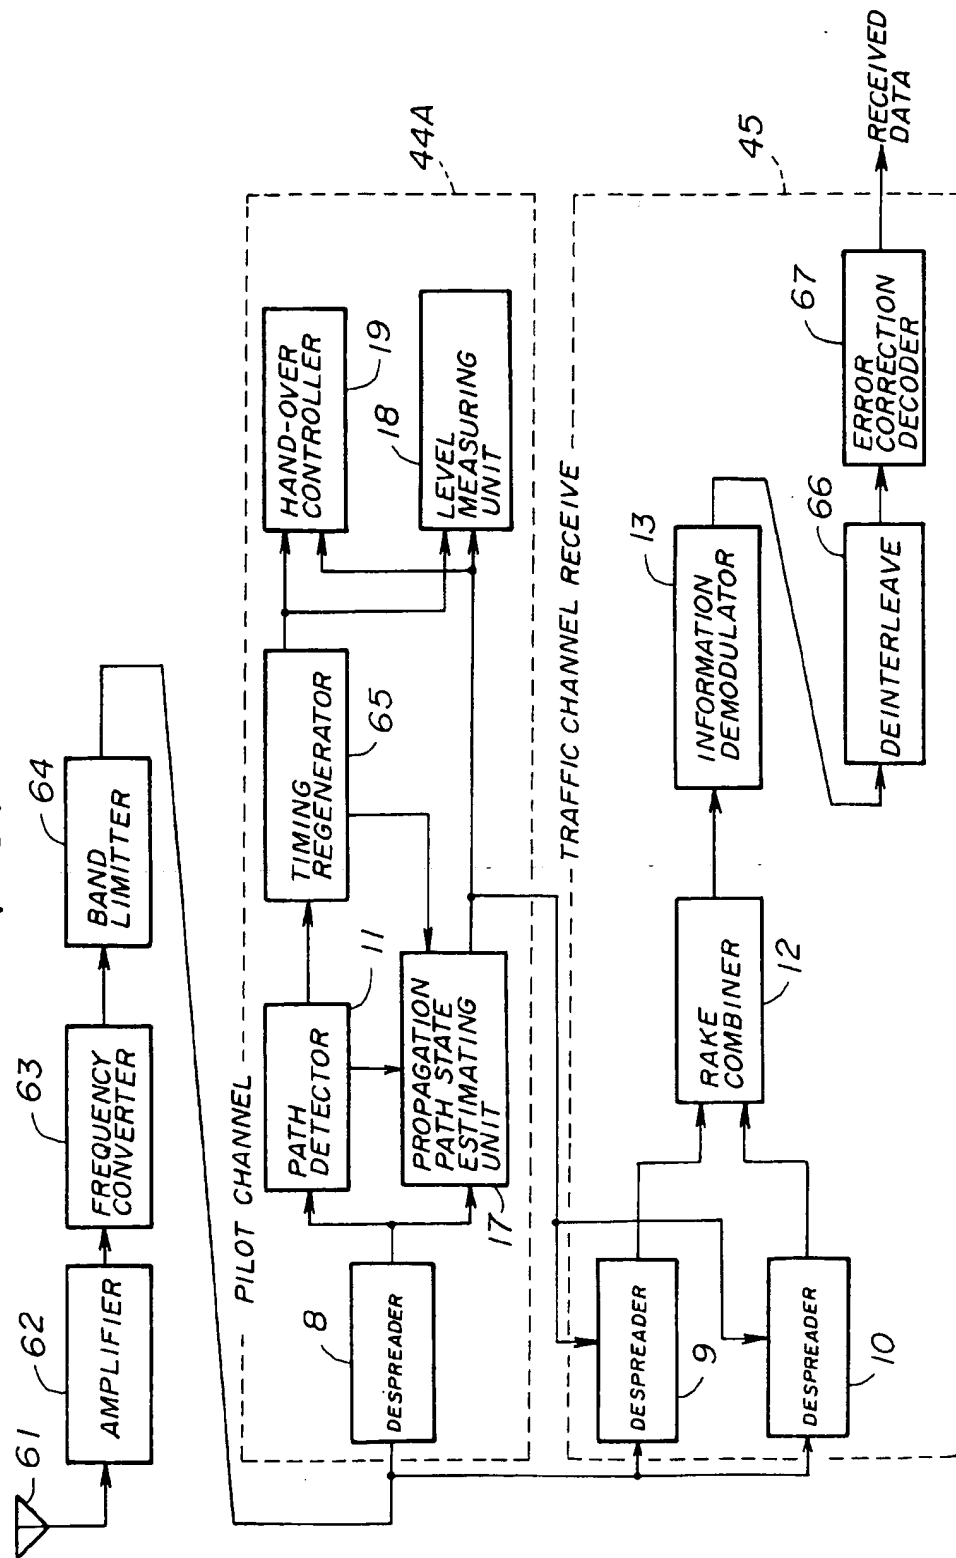 61
62
AMPLIFIER
63
FREQUENCY
CONVERTER
64
BAND
LIMITTER
PILOT CHANNEL
44A
8
DESPREADER
PATH
DETECTOR
11
TIMING
REGENERATOR
65
HAND-OVER
CONTROLLER
19
PROPAGATION
PATH STATE
ESTIMATING
UNIT
17
18
LEVEL
MEASURING
UNIT
TRAFFIC CHANNEL RECEIVE
45
DESPREADER
9
DESPREADER
10
RAKE
COMBINER
12
13
INFORMATION
DEMODULATOR
66
DEINTERLEAVE
67
ERROR
CORRECTION
DECODER
RECEIVED
DATA